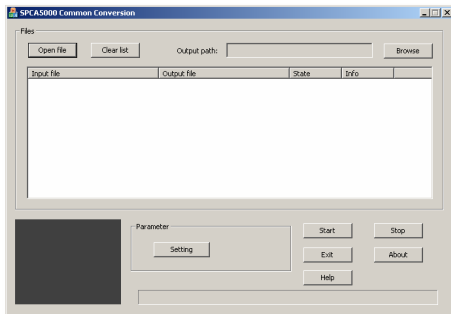 SPCA5000 Common Conversion
Files
Open file Clear list Output path: Browse
Input file Output file State Info
Parameter
Setting
Start Stop
Exit About
Help